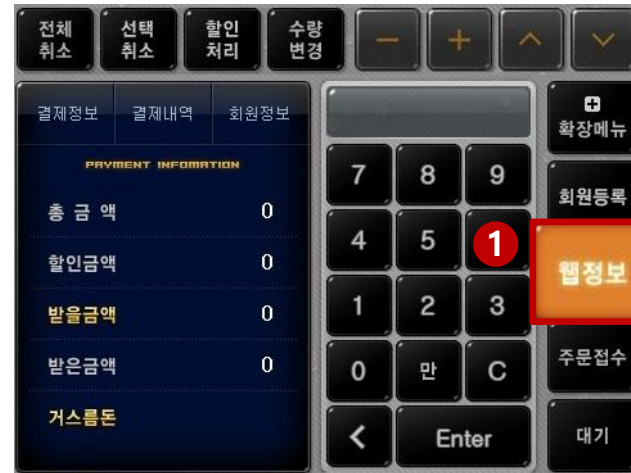 전체
취소
선택
취소
할인
처리
수량
변경
- +
결제정보 결제내역 회원정보
PAYMENT INFOMATION
총 금 액 0
할인금액 0
받을금액 0
받은금액 0
거스름돈
7 8 9
4 5 1
1 2 3
0 만 C
< Enter
확장메뉴
회원등록
웹정보
주문접수
대기